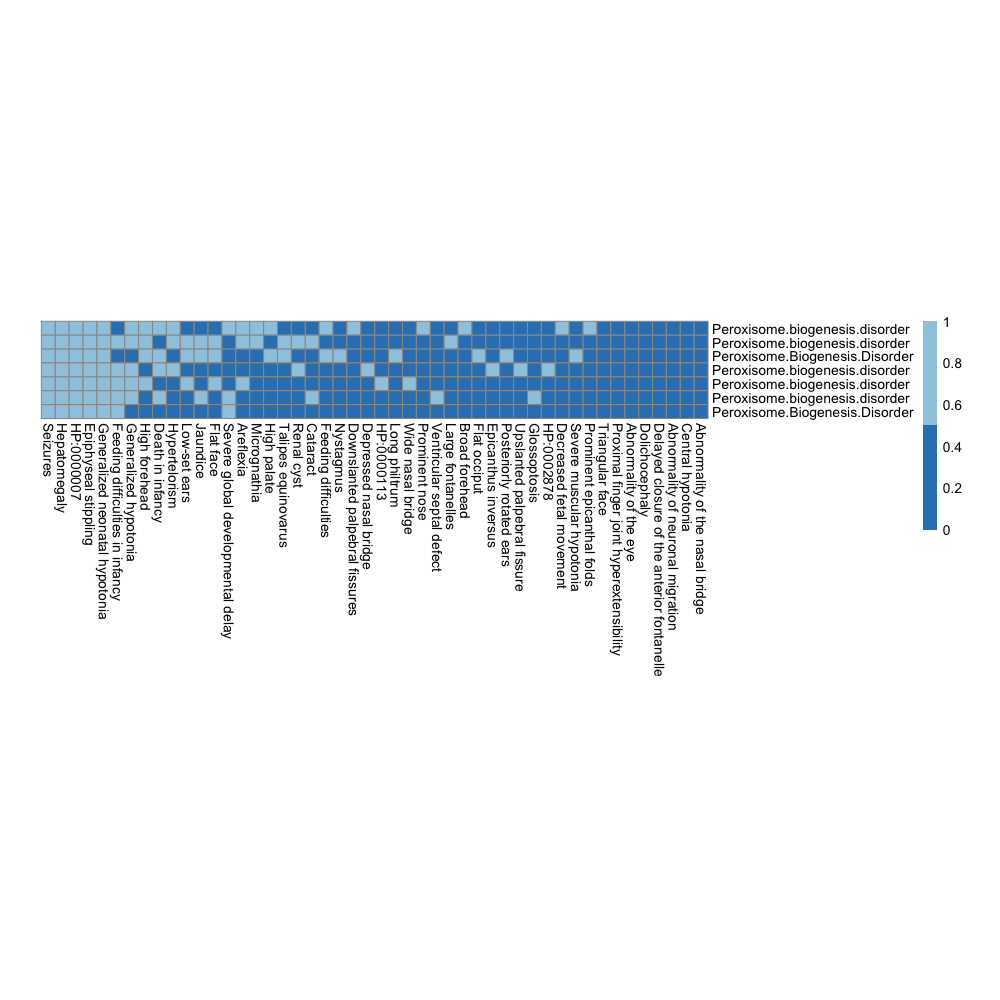 Peroxisome.biogenesis.disorder
Peroxisome.biogenesis.disorder
Peroxisome.Biogenesis.Disorder
Peroxisome.biogenesis.disorder
Peroxisome.biogenesis.disorder
Peroxisome.biogenesis.disorder
Peroxisome.Biogenesis.Disorder
1
0.8
0.6
0.4
0.2
0
Seizures
Hepatomegaly
HP:0000007
Epiphyseal stippling
Generalized neonatal hypotonia
Feeding difficulties in infancy
Generalized hypotonia
High forehead
Death in infancy
Hypertelorism
Low-set ears
Jaundice
Flat face
Severe global developmental delay
Areflexia
Micrognathia
High palate
Talipes equinovarus
Renal cyst
Cataract
Feeding difficulties
Nystagmus
Downslanted palpebral fissures
Depressed nasal bridge
HP:0000113
Long philtrum
Wide nasal bridge
Prominent nose
Ventricular septal defect
Large fontanelles
Broad forehead
Flat occiput
Epicanthus inversus
Posteriorly rotated ears
Upslanted palpebral fissure
Glossoptosis
HP:0002878
Decreased fetal movement
Severe muscular hypotonia
Prominent epicanthal folds
Triangular face
Proximal finger joint hyperextensibility
Abnormality of the eye
Dolichocephaly
Delayed closure of the anterior fontanelle
Abnormality of neuronal migration
Central hypotonia
Abnormality of the nasal bridge